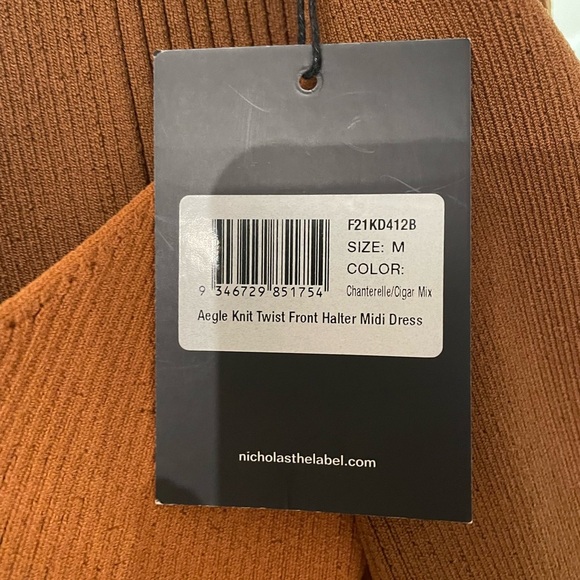 F21KD412B
SIZE: M
COLOR:
Chanterelle/Cigar Mix
9 346729 851754
Aegle Knit Twist Front Halter Midi Dress
nicholasthelabel.com